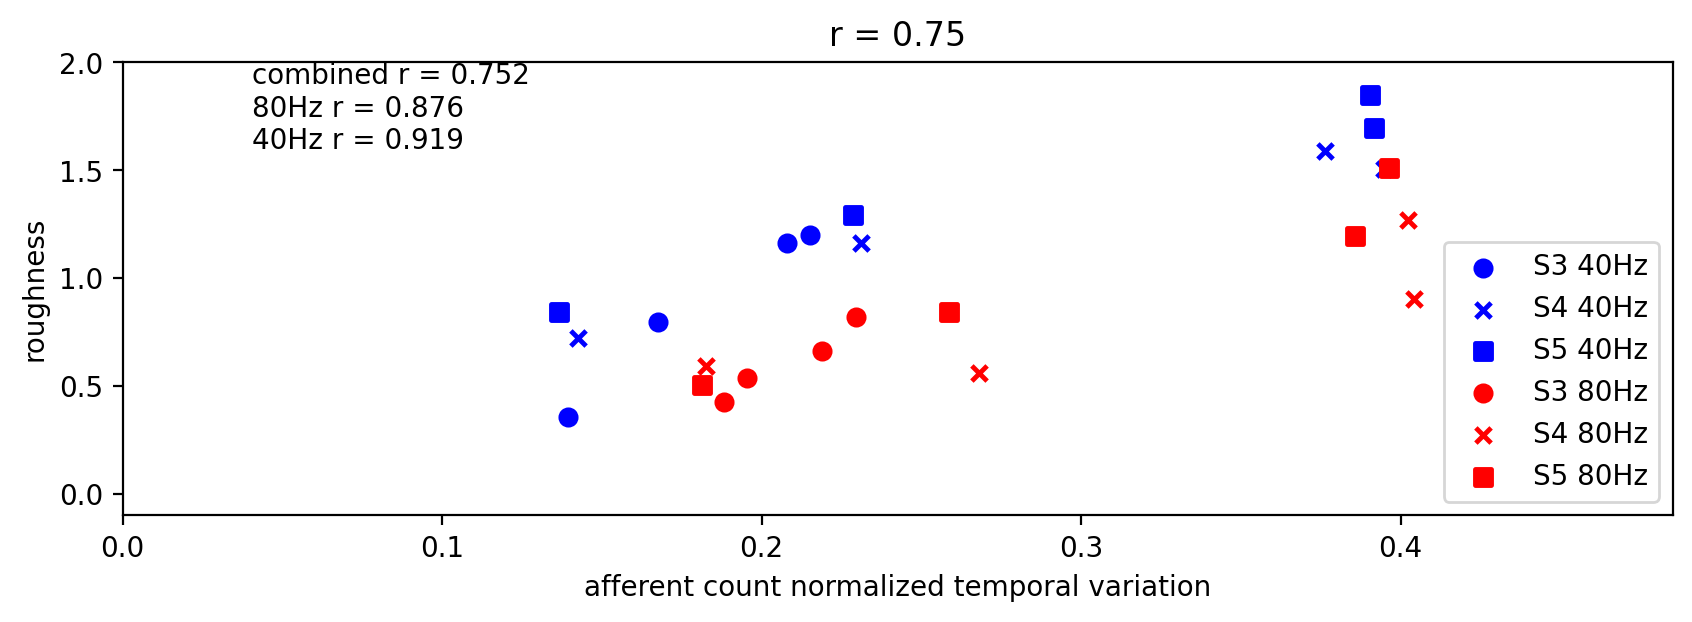 r = 0.75
combined r = 0.752
80Hz r = 0.876
40Hz r = 0.919
2.0
1.5
1.0
0.5
0.0
roughness
S3 40Hz
S4 40Hz
S5 40Hz
S3 80Hz
S4 80Hz
S5 80Hz
0.0 0.1 0.2 0.3 0.4
afferent count normalized temporal variation